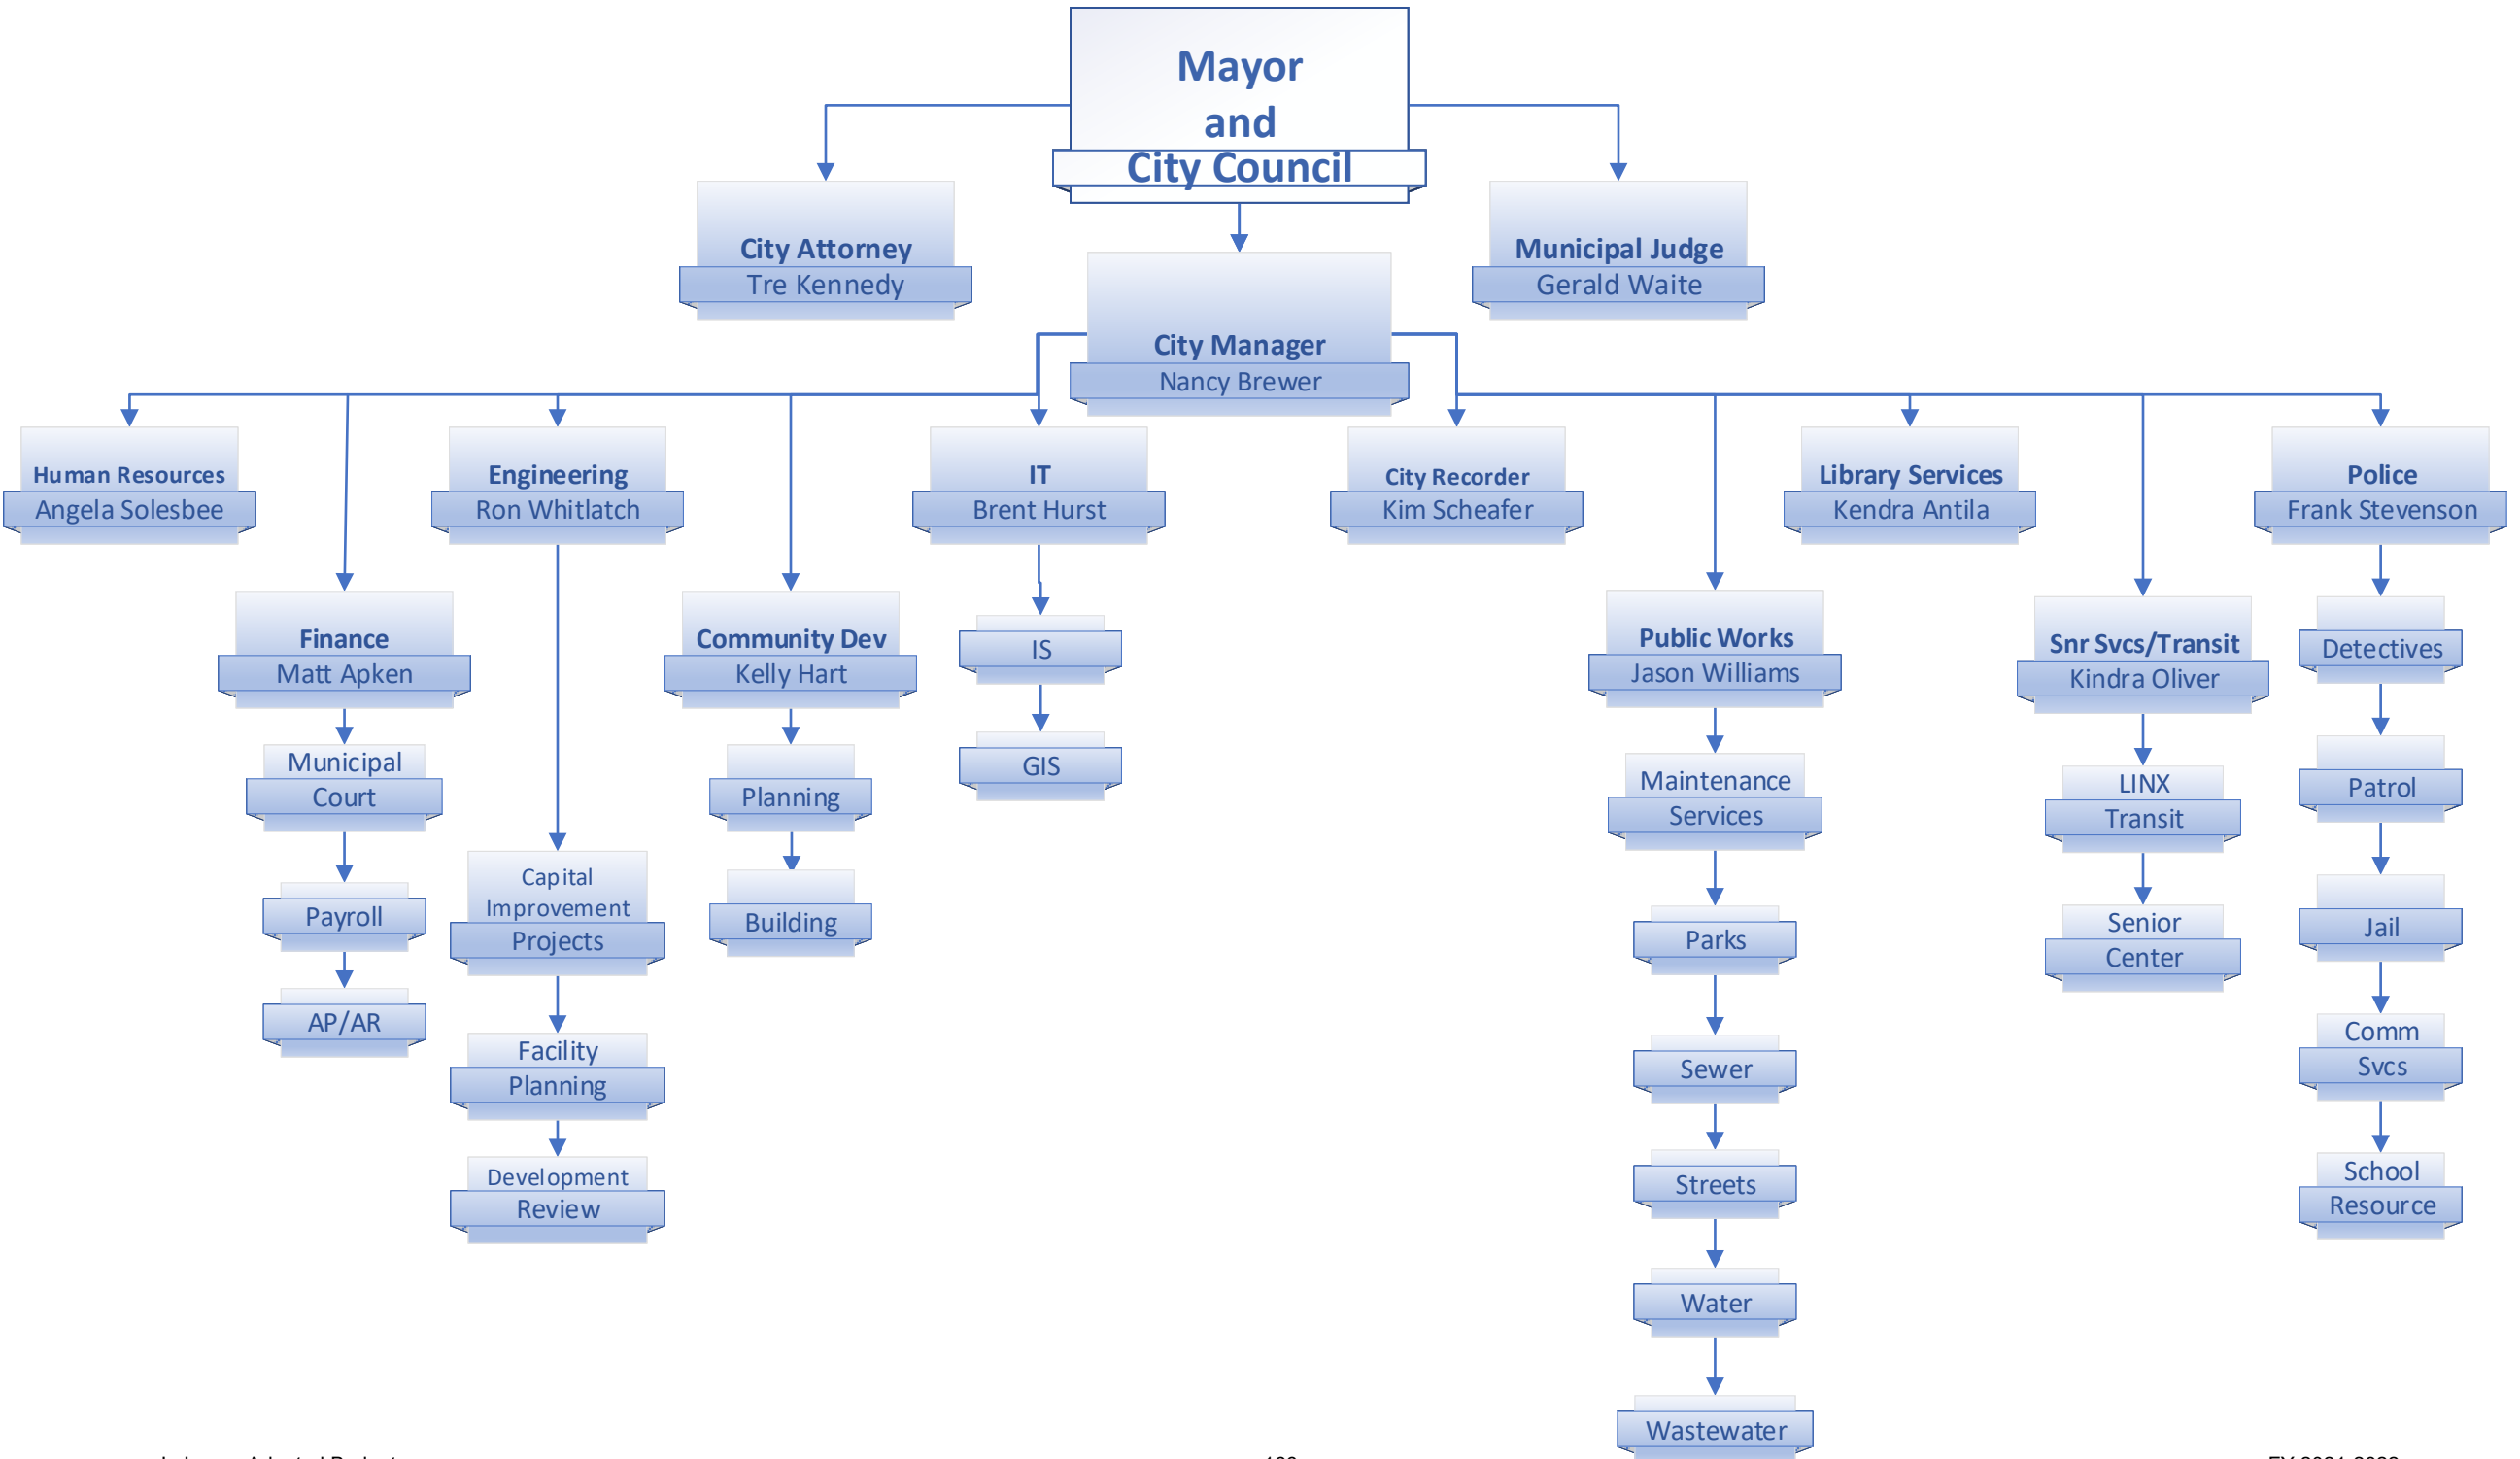 Mayor
and
City Council
City Attorney
Tre Kennedy
Municipal Judge
Gerald Waite
City Manager
Nancy Brewer
Human Resources
Angela Solesbee
Engineering
Ron Whitlatch
IT
Brent Hurst
City Recorder
Kim Scheafer
Library Services
Kendra Antila
Police
Frank Stevenson
Finance
Matt Apken
Community Dev
Kelly Hart
Public Works
Jason Williams
Snr Svcs/Transit
Kindra Oliver
Municipal
Court
Payroll
AP/AR
Capital
Improvement
Projects
Facility
Planning
Development
Review
Planning
Building
IS
GIS
Maintenance
Services
Parks
Sewer
Streets
Water
Wastewater
LINX
Transit
Senior
Center
Detectives
Patrol
Jail
Comm
Svcs
School
Resource